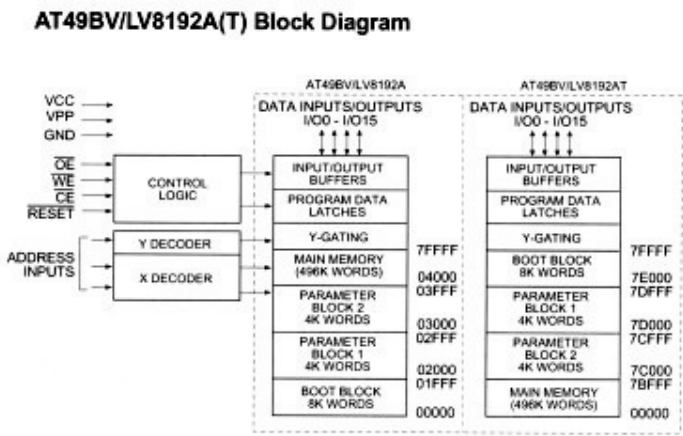 AT49BV/LV8192A(T) Block Diagram
VCC
VPP
GND
OE
WE
CE
RESET
ADDRESS
INPUTS
CONTROL
LOGIC
Y DECODER
X DECODER
AT49BV/LV8192A
DATA INPUTS/OUTPUTS
I/O0 - I/O15
INPUT/OUTPUT
BUFFERS
PROGRAM DATA
LATCHES
Y-GATING
MAIN MEMORY
(496K WORDS)
PARAMETER
BLOCK 2
4K WORDS
PARAMETER
BLOCK 1
4K WORDS
BOOT BLOCK
8K WORDS
7FFFF
04000
03FFF
03000
02FFF
02000
01FFF
00000
AT49BV/LV8192AT
DATA INPUTS/OUTPUTS
I/O0 - I/O15
INPUT/OUTPUT
BUFFERS
PROGRAM DATA
LATCHES
Y-GATING
BOOT BLOCK
8K WORDS
PARAMETER
BLOCK 1
4K WORDS
PARAMETER
BLOCK 2
4K WORDS
MAIN MEMORY
(496K WORDS)
7FFFF
7E000
7DFFF
7D000
7CFFF
7C000
7BFFF
00000